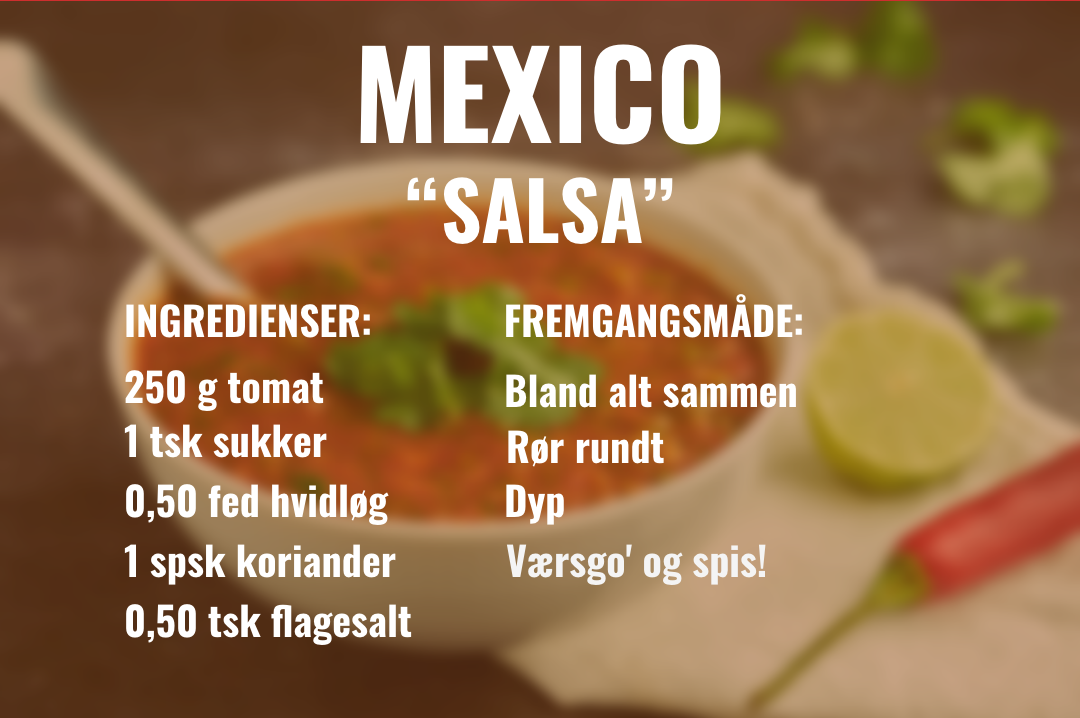 MEXICO
“SALSA”
INGREDIENSER:
250 g tomat
1 tsk sukker
0,50 fed hvidløg
1 spsk koriander
0,50 tsk flagesalt
FREMGANGSMÅDE:
Bland alt sammen
Rør rundt
Dyp
Værsgo' og spis!